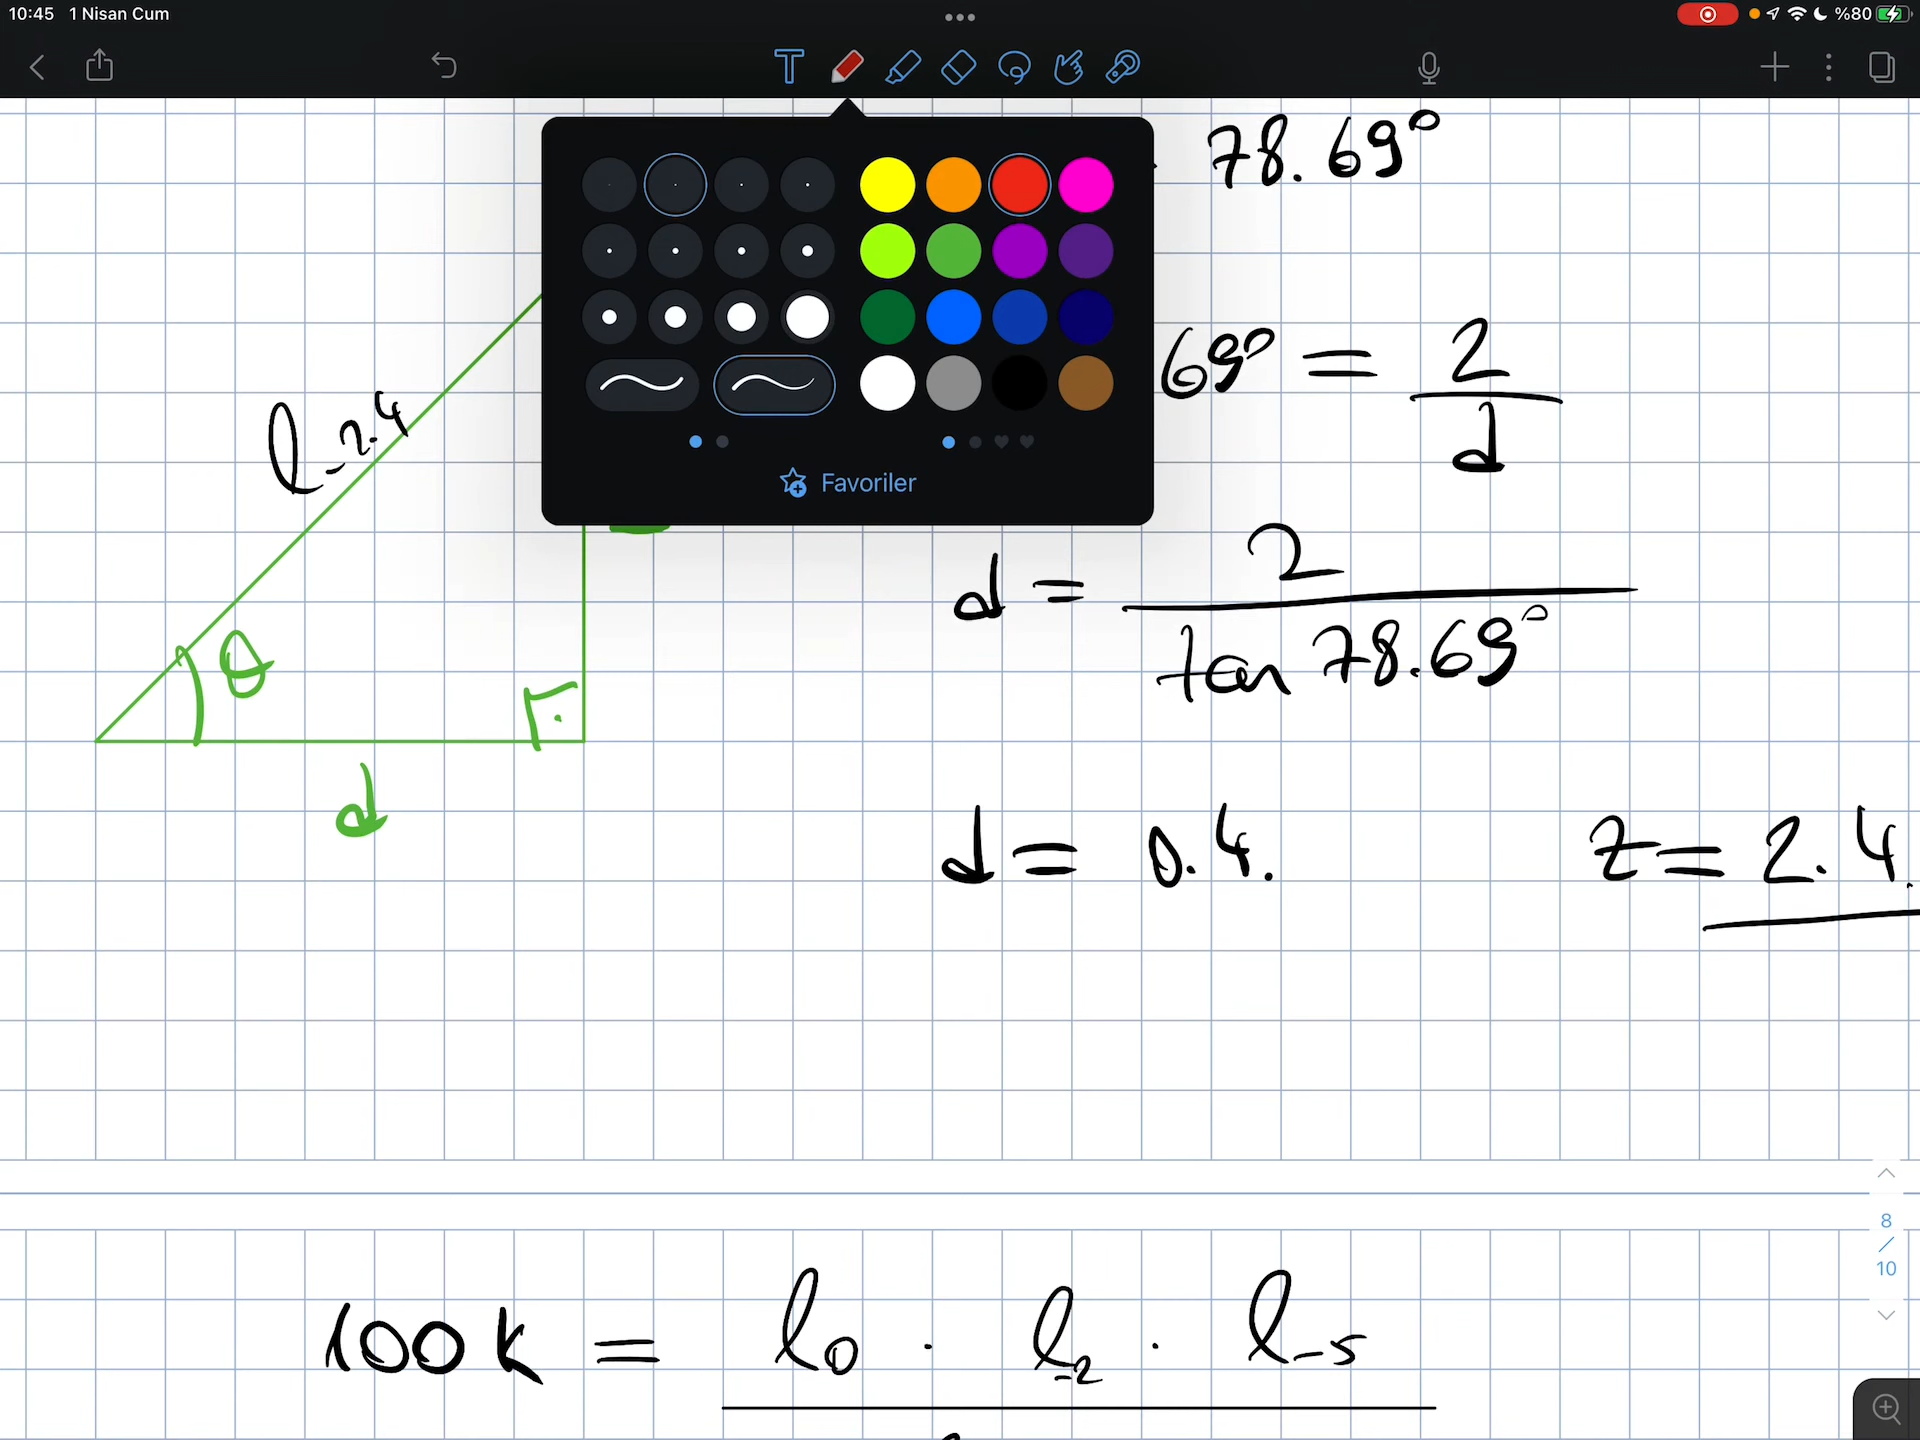 10:45 1 Nisan Cum
%80
T
78.69°
69° = 2/d
l-2.4
d = 2/tan 78.69°
θ
d
d = 0.4.
z = 2.4.
Favoriler
8
/
10
100k = l0 · l-2 · l-5